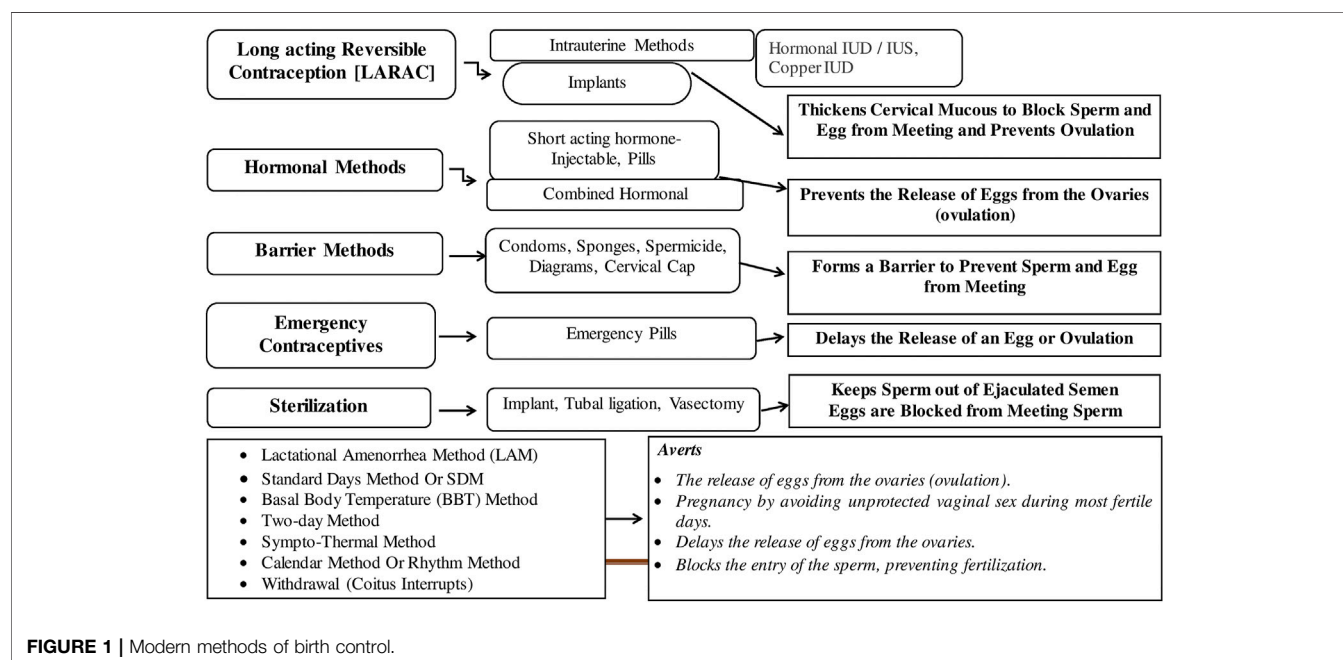 Long acting Reversible
Contraception [LARAC]
Intrauterine Methods
Hormonal IUD / IUS,
Copper IUD
Implants
Thickens Cervical Mucous to Block Sperm and
Egg from Meeting and Prevents Ovulation
Hormonal Methods
Short acting hormone-
Injectable, Pills
Combined Hormonal
Prevents the Release of Eggs from the Ovaries
(ovulation)
Barrier Methods
Condoms, Sponges, Spermicide,
Diagrams, Cervical Cap
Forms a Barrier to Prevent Sperm and Egg
from Meeting
Emergency
Contraceptives
Emergency Pills
Delays the Release of an Egg or Ovulation
Sterilization
Implant, Tubal ligation, Vasectomy
Keeps Sperm out of Ejaculated Semen
Eggs are Blocked from Meeting Sperm
• Lactational Amenorrhea Method (LAM)
• Standard Days Method Or SDM
• Basal Body Temperature (BBT) Method
• Two-day Method
• Sympto-Thermal Method
• Calendar Method Or Rhythm Method
• Withdrawal (Coitus Interrupts)
Averts
• The release of eggs from the ovaries (ovulation).
• Pregnancy by avoiding unprotected vaginal sex during most fertile
days.
• Delays the release of eggs from the ovaries.
• Blocks the entry of the sperm, preventing fertilization.
FIGURE 1 | Modern methods of birth control.